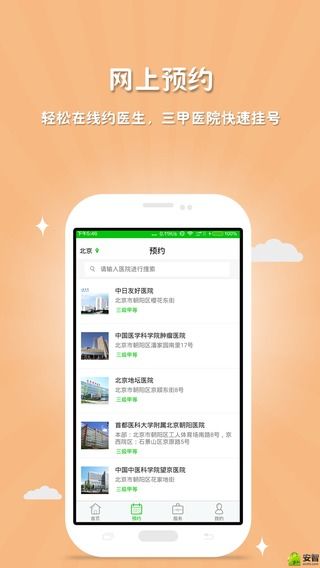 网上预约
轻松在线约医生，三甲医院快速挂号
下午5:46
0.19K/s
100%
北京
预约
请输入医院进行搜索
中日友好医院
北京市朝阳区樱花东街
三级甲等
中国医学科学院肿瘤医院
北京市朝阳区潘家园南里17号
三级甲等
北京地坛医院
北京市朝阳区京顺东街8号
三级甲等
首都医科大学附属北京朝阳医院
本部：北京市朝阳区工人体育场南路8号，京
西院区：石景山区京原路5号
三级甲等
中国中医科学院望京医院
北京市朝阳区花家地街
三级甲等
首页
预约
服务
我的
安智